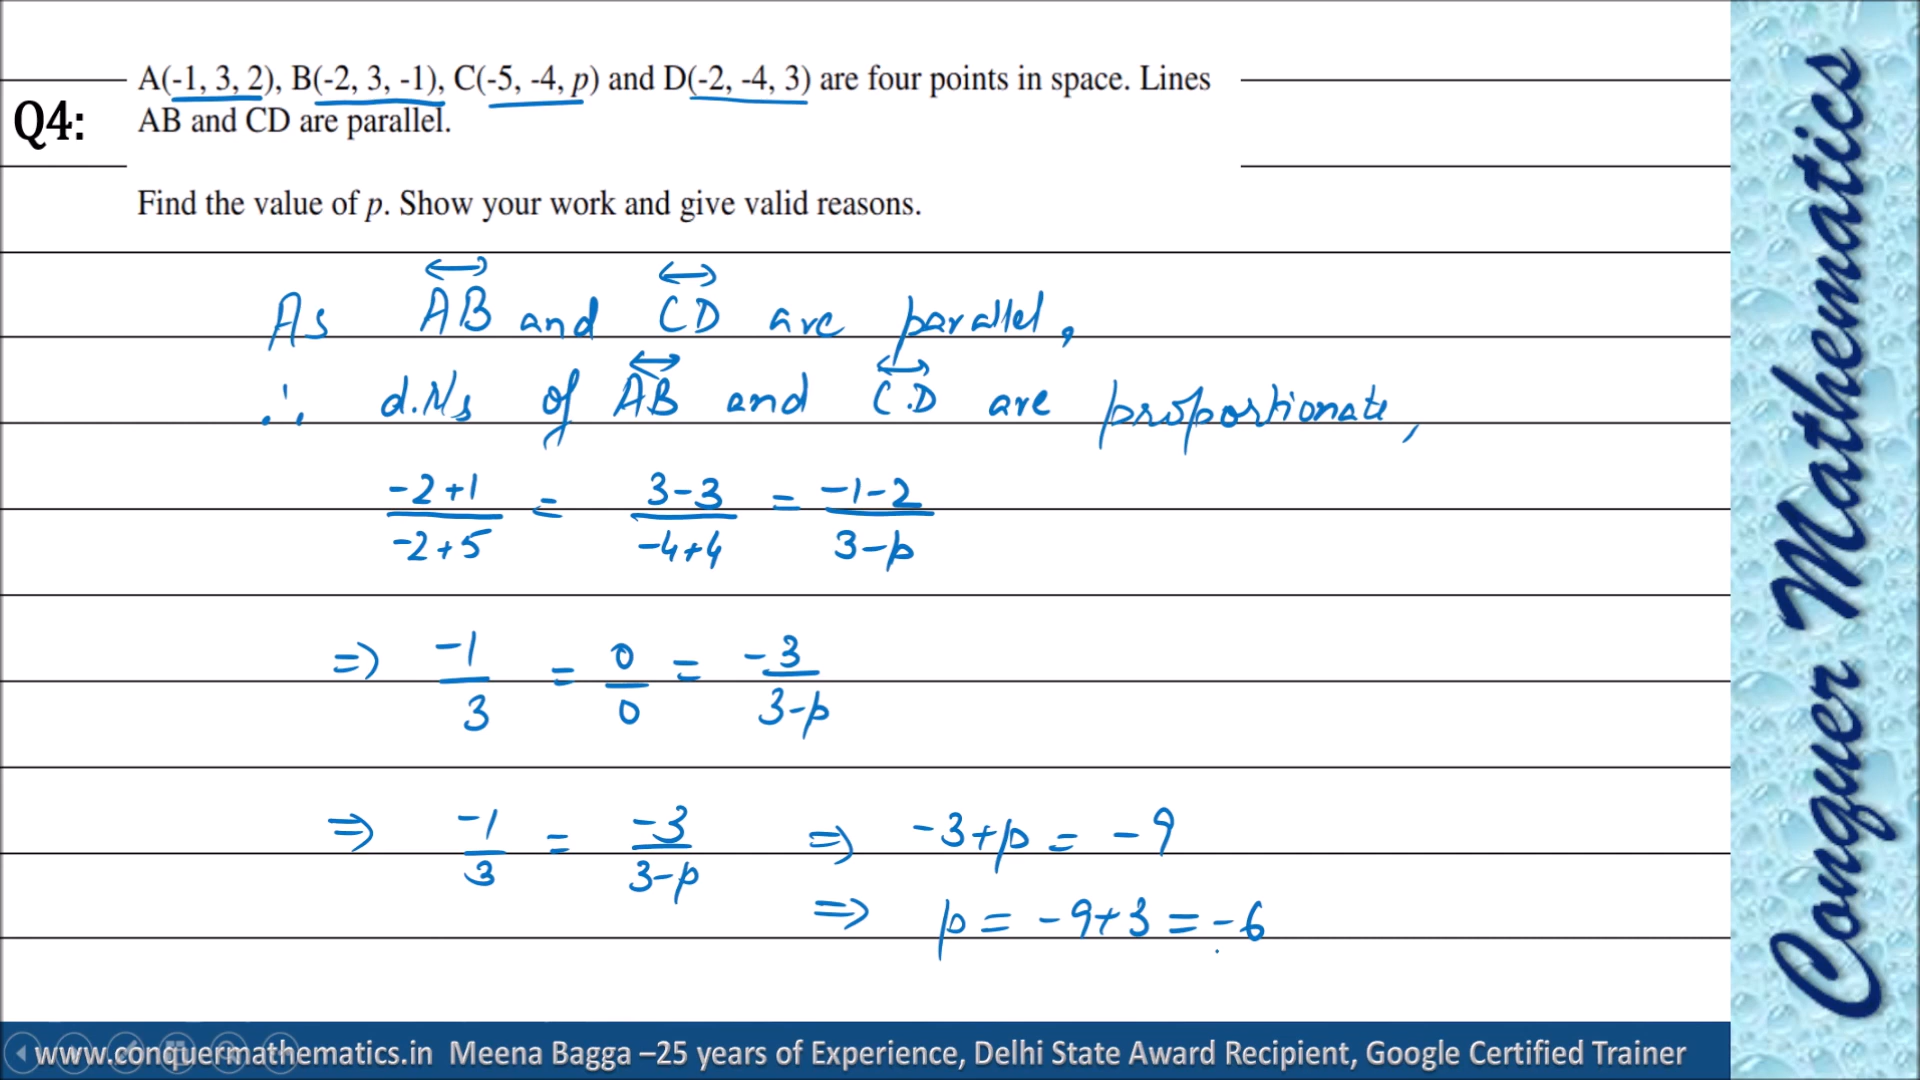 A(-1, 3, 2), B(-2, 3, -1), C(-5, -4, p) and D(-2, -4, 3) are four points in space. Lines
Q4: AB and CD are parallel.
Find the value of p. Show your work and give valid reasons.
As AB and CD are parallel,
∴ d.Ns of AB and C.D are proportionate,
-2+1/-2+5 = 3-3/-4+4 = -1-2/3-p
=> -1/3 = 0/0 = -3/3-p
=> -1/3 = -3/3-p => -3+p = -9
=> p = -9+3 = -6
www.conquermathematics.in Meena Bagga –25 years of Experience, Delhi State Award Recipient, Google Certified Trainer
Conquer Mathematics